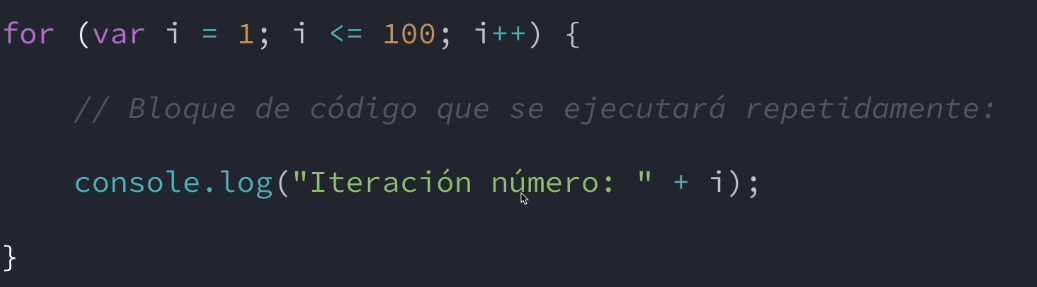 for (var i = 1; i <= 100; i++) {
// Bloque de código que se ejecutará repetidamente:
console.log("Iteración número: " + i);
}